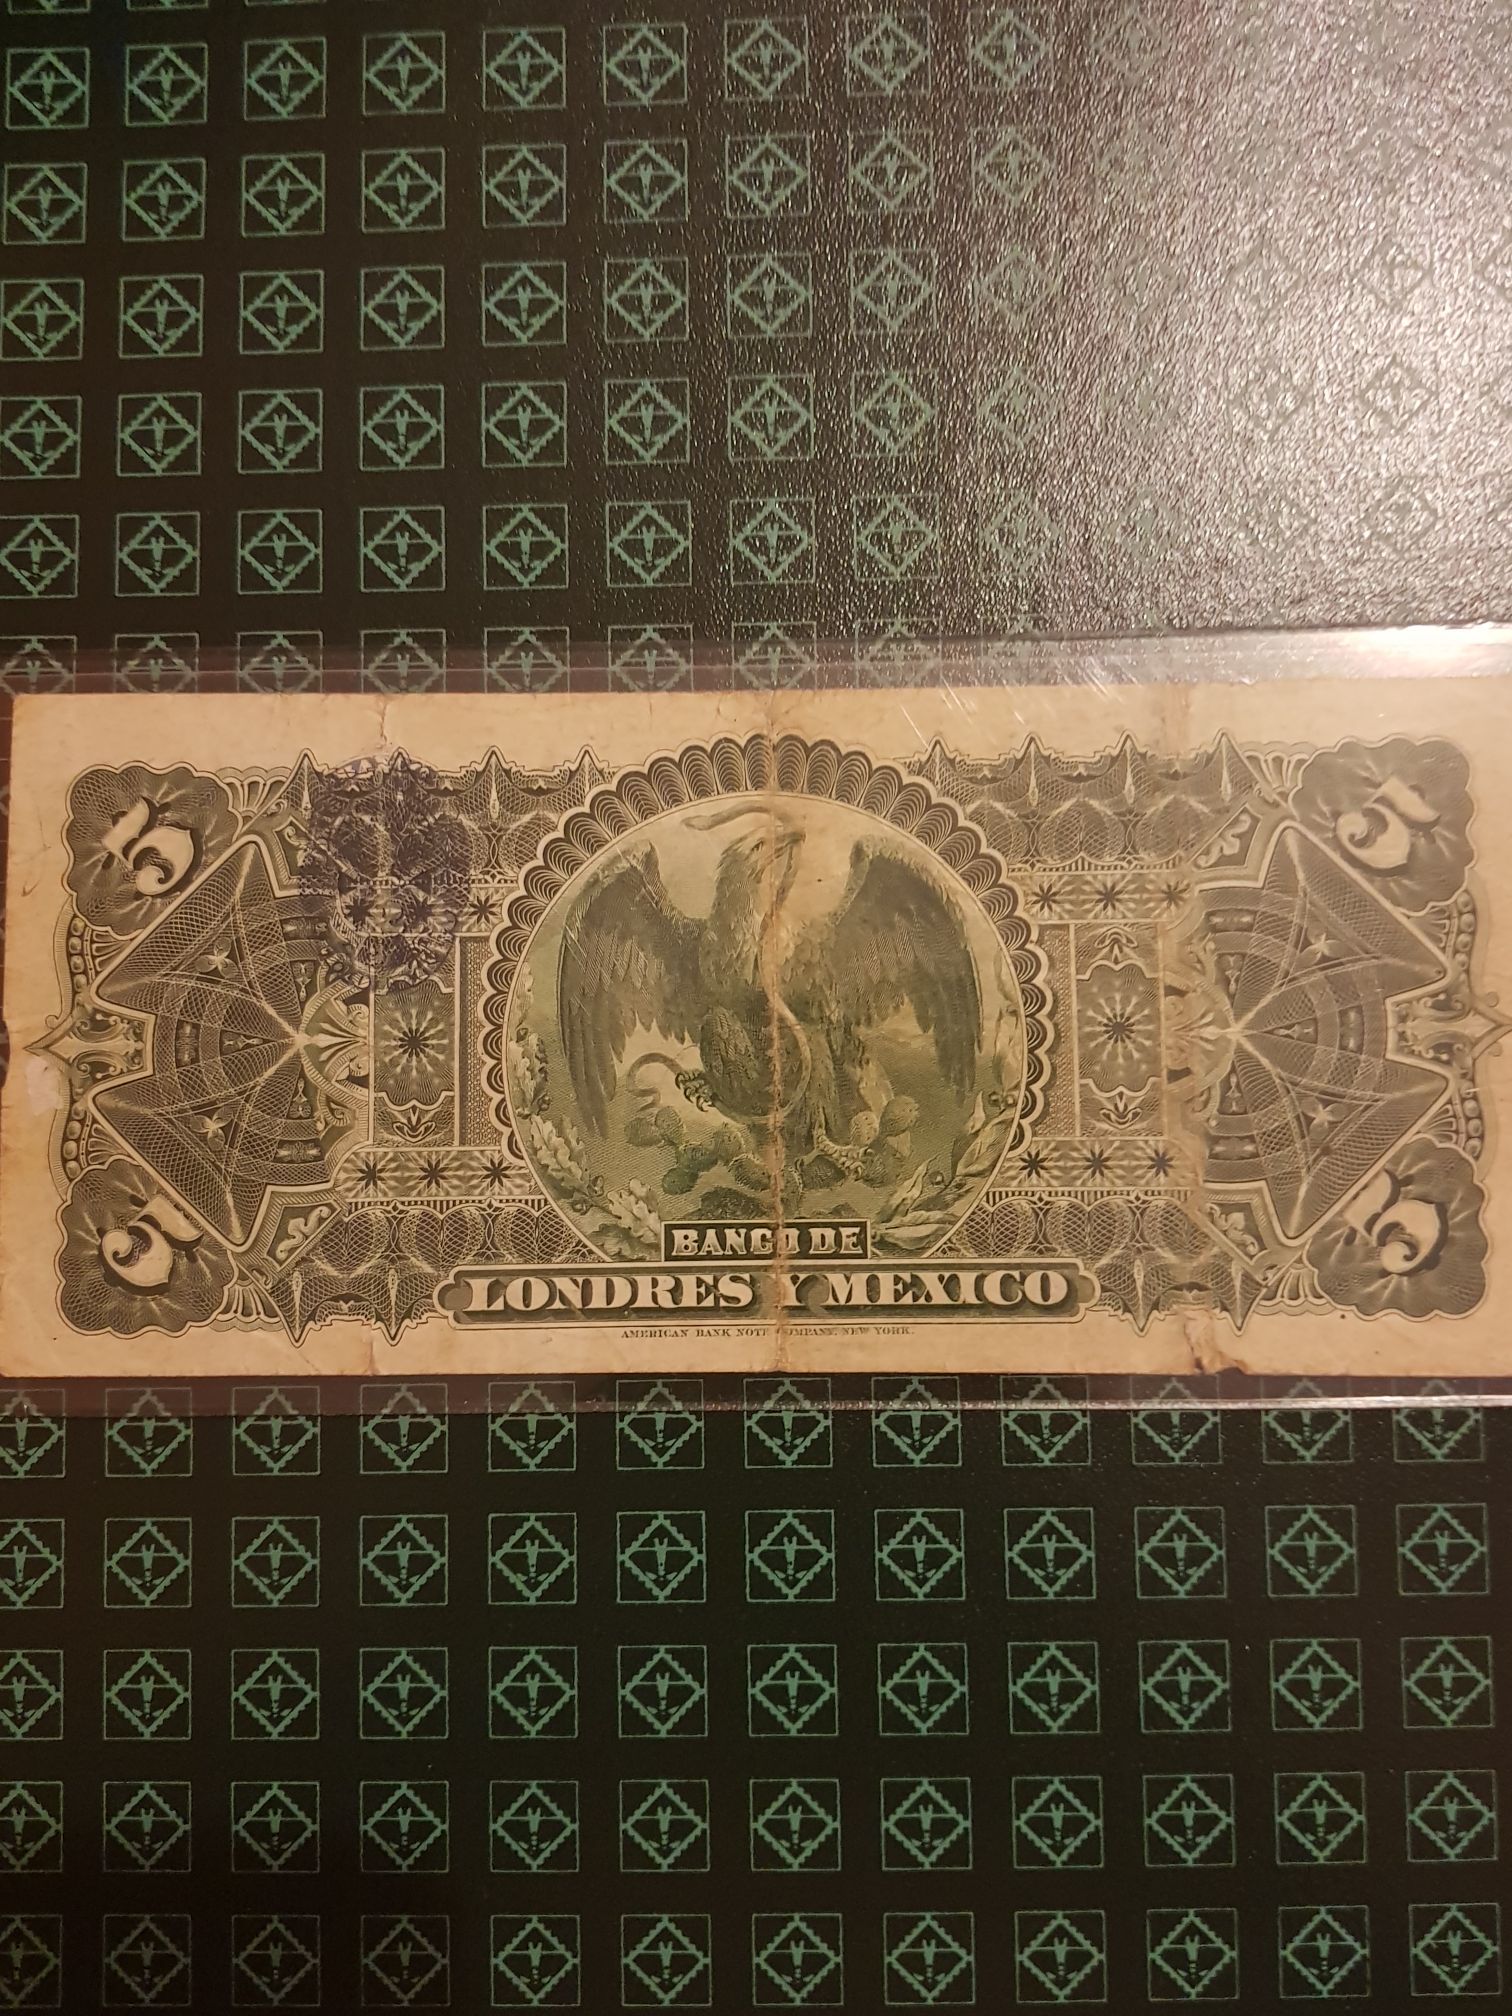 5 5
5 5
BANCO DE
LONDRES Y MEXICO
AMERICAN BANK NOTE COMPANY, NEW YORK.